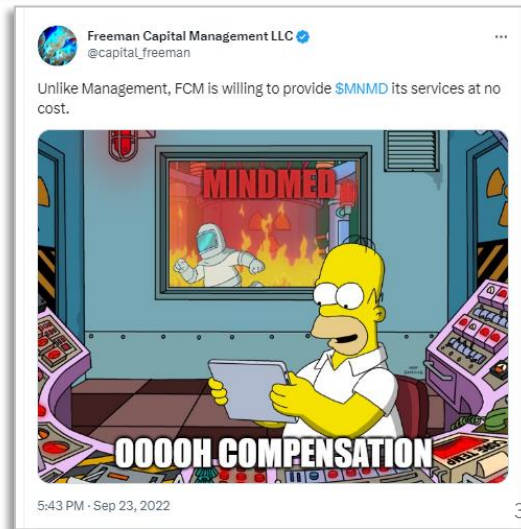 Freeman Capital Management LLC
@capital_freeman
Unlike Management, FCM is willing to provide $MNMD its services at no
cost.
MINDMED
OOOOH COMPENSATION
5:43 PM · Sep 23, 2022
3